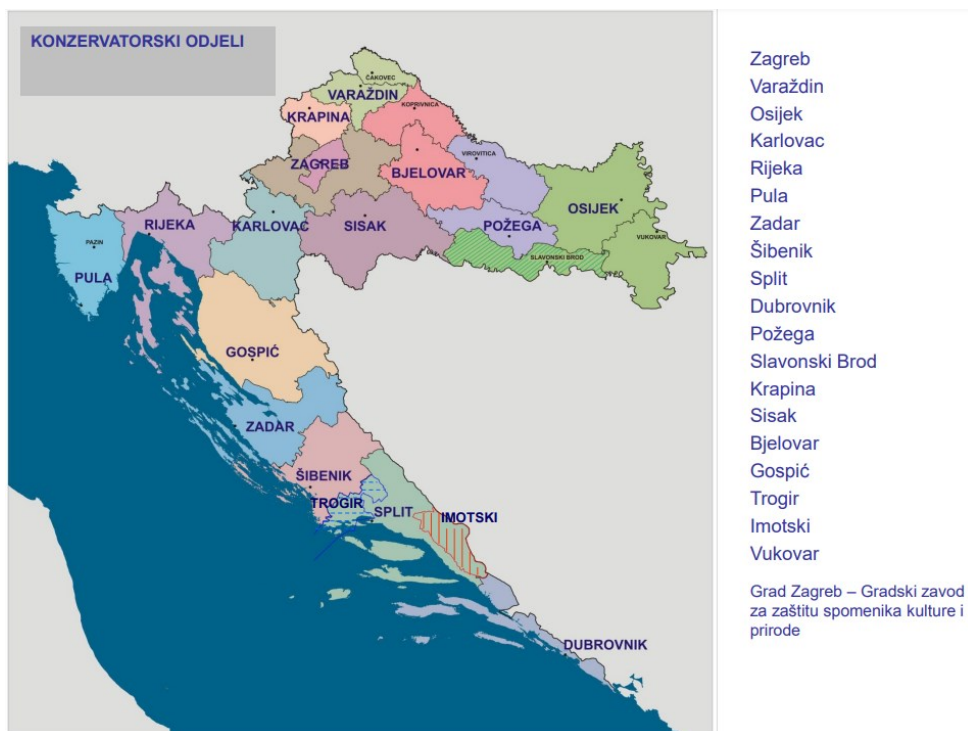 KONZERVATORSKI ODJELI
ČAKOVEC
VARAŽDIN
KOPRIVNICA
KRAPINA
VIROVITICA
ZAGREB
BJELOVAR
OSIJEK
RIJEKA
KARLOVAC
SISAK
POŽEGA
VUKOVAR
PAZIN
SLAVONSKI BROD
PULA
GOSPIĆ
ZADAR
ŠIBENIK
TROGIR
SPLIT
IMOTSKI
DUBROVNIK
Zagreb
Varaždin
Osijek
Karlovac
Rijeka
Pula
Zadar
Šibenik
Split
Dubrovnik
Požega
Slavonski Brod
Krapina
Sisak
Bjelovar
Gospić
Trogir
Imotski
Vukovar
Grad Zagreb – Gradski zavod
za zaštitu spomenika kulture i
prirode